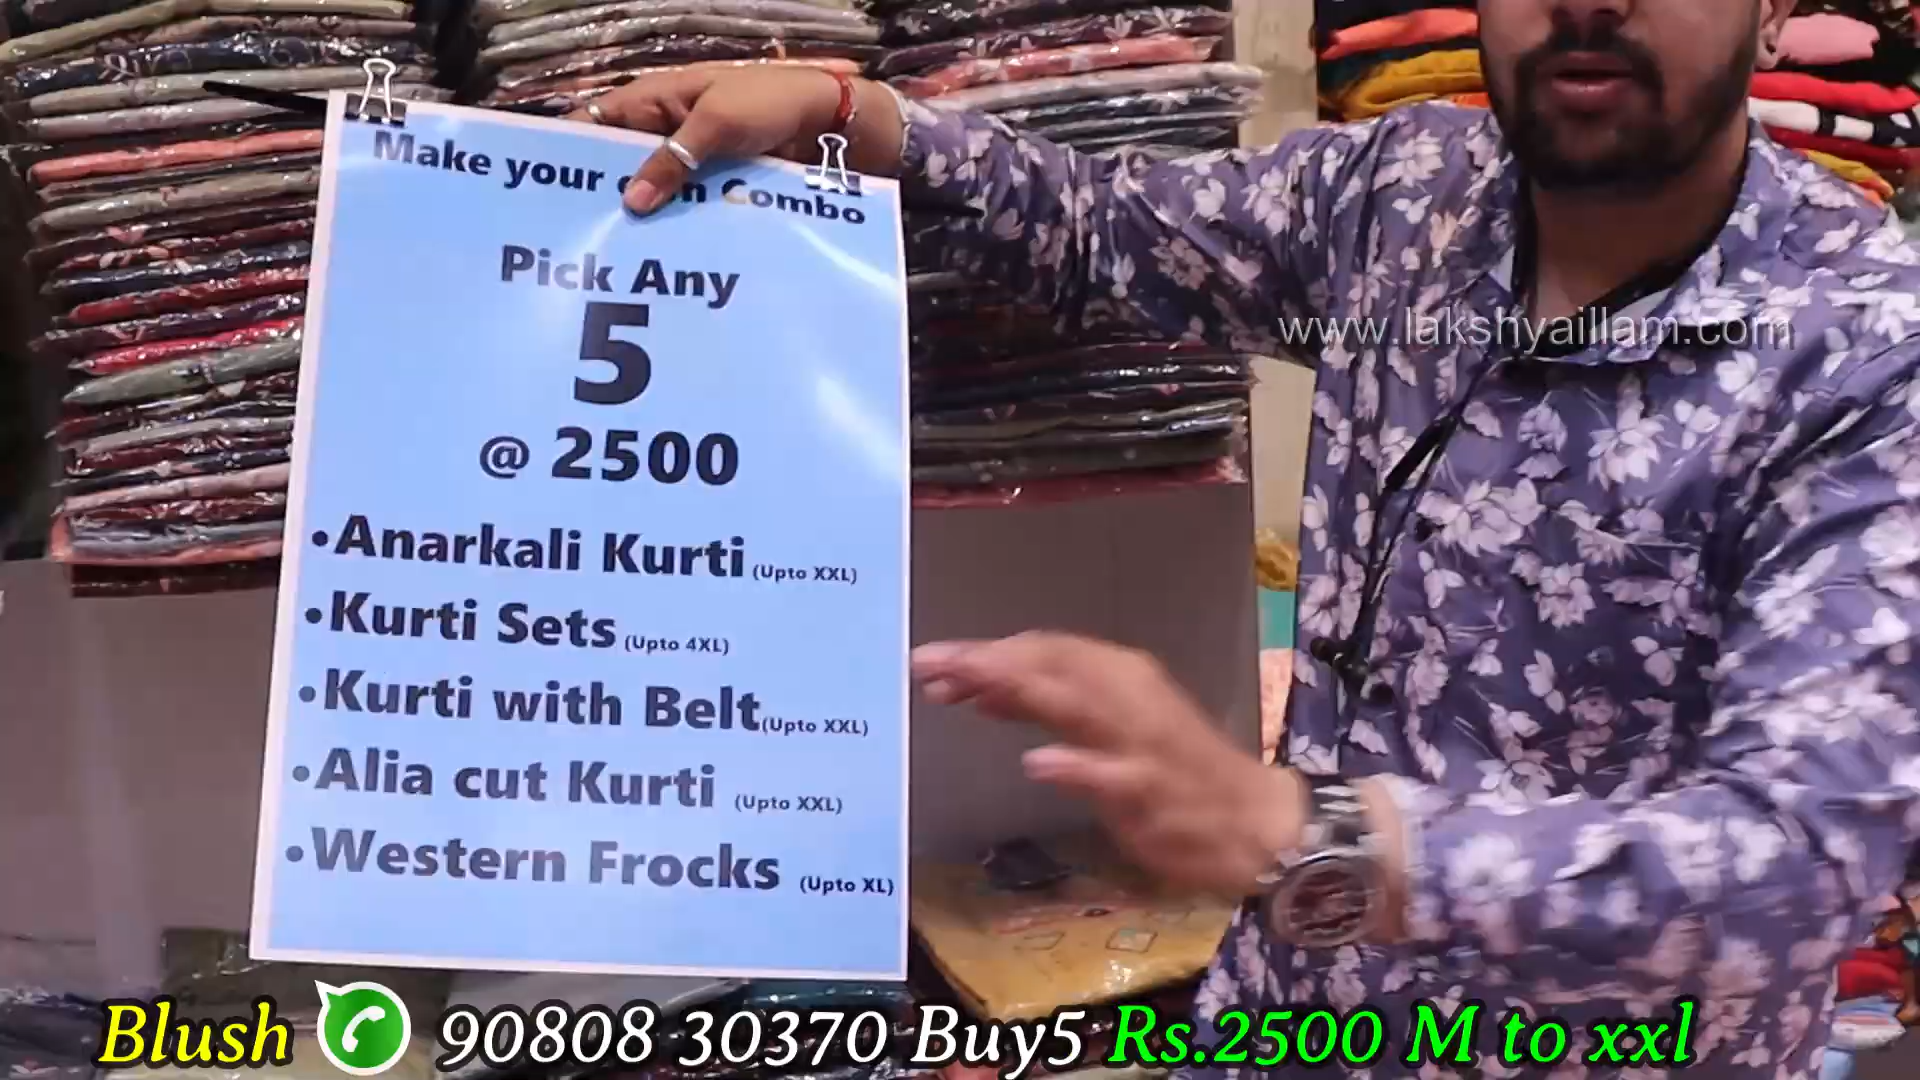 Make your own Combo
Pick Any
5
@ 2500
•Anarkali Kurti (Upto XXL)
•Kurti Sets (Upto 4XL)
•Kurti with Belt (Upto XXL)
•Alia cut Kurti (Upto XXL)
•Western Frocks (Upto XL)
www.lakshyaillam.com
Blush 90808 30370 Buy5 Rs.2500 M to xxl